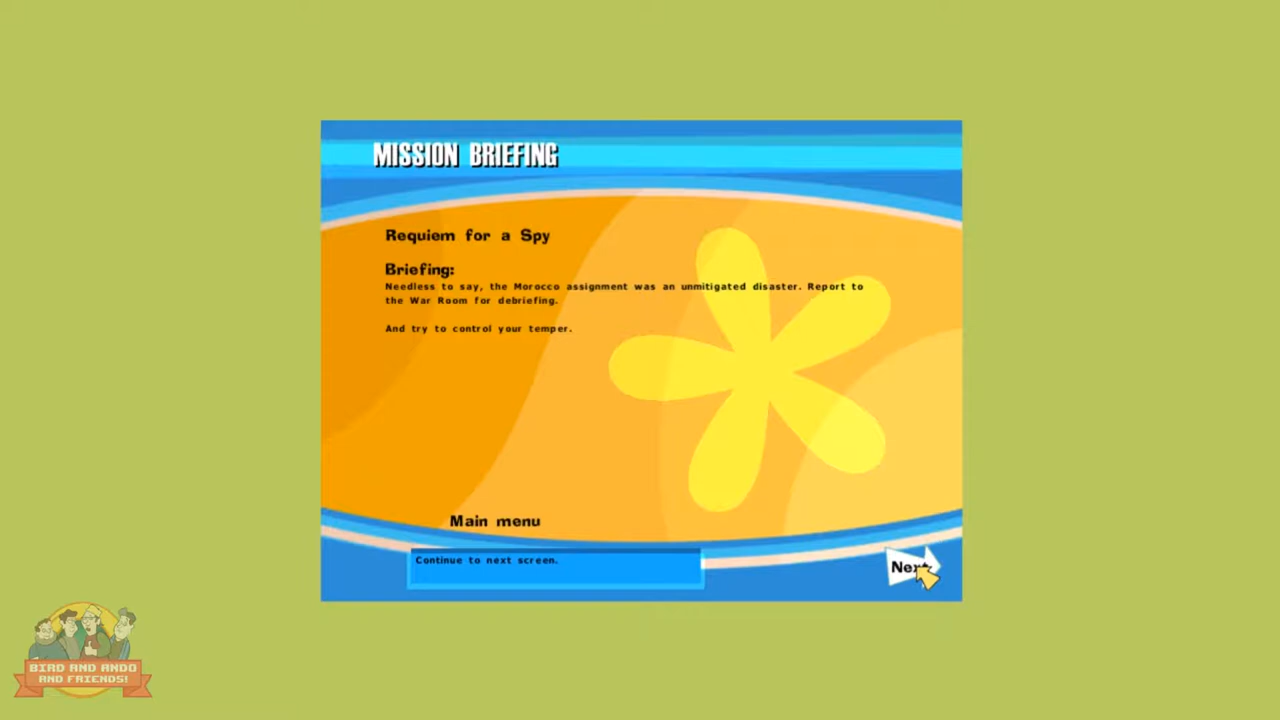 MISSION BRIEFING
Requiem for a Spy
Briefing:
Needless to say, the Morocco assignment was an unmitigated disaster. Report to
the War Room for debriefing.
And try to control your temper.
Main menu
Continue to next screen.
Next
BIRD AND ANDO
AND FRIENDS!